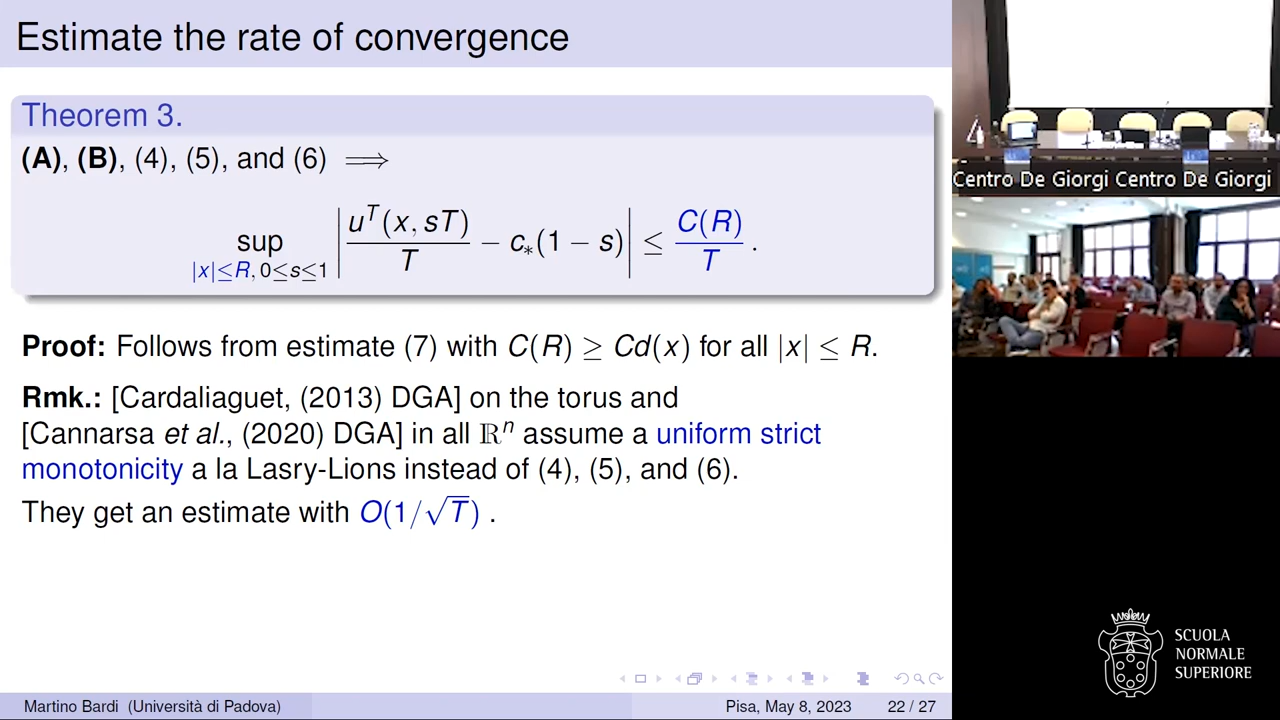 Estimate the rate of convergence
Theorem 3.
(A), (B), (4), (5), and (6) ⟹
sup_{|x|≤R, 0≤s≤1} | u^T(x, sT) / T − c_*(1 − s) | ≤ C(R) / T .
Proof: Follows from estimate (7) with C(R) ≥ Cd(x) for all |x| ≤ R.
Rmk.: [Cardaliaguet, (2013) DGA] on the torus and
[Cannarsa et al., (2020) DGA] in all ℝⁿ assume a uniform strict
monotonicity a la Lasry-Lions instead of (4), (5), and (6).
They get an estimate with O(1/√T) .
Martino Bardi (Università di Padova)
Pisa, May 8, 2023
22 / 27
Centro De Giorgi Centro De Giorgi
SCUOLA
NORMALE
SUPERIORE